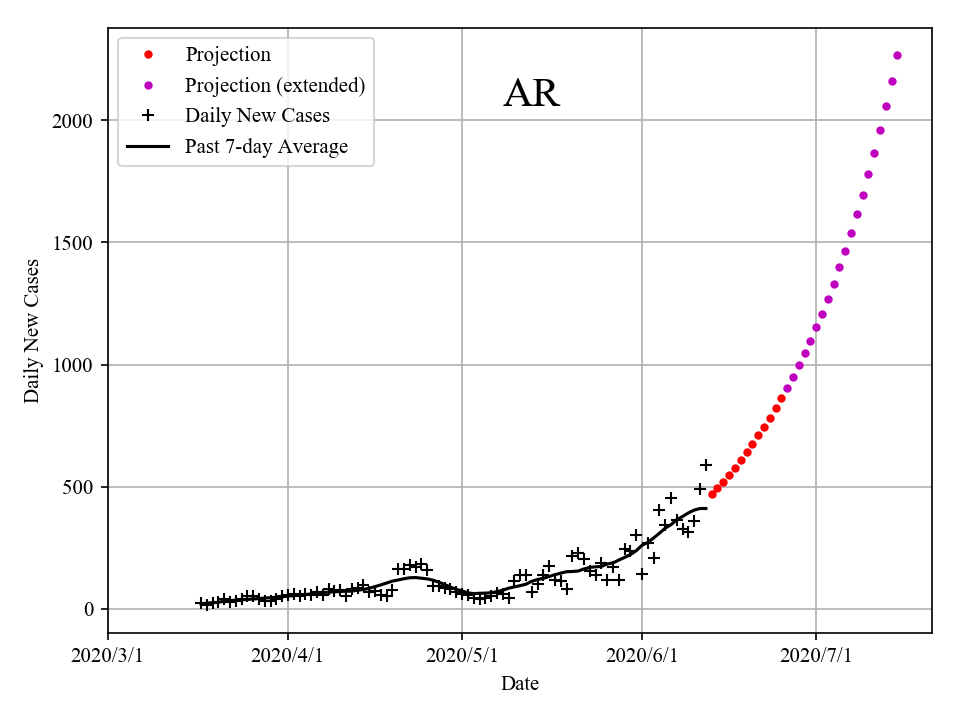 AR
Projection
Projection (extended)
Daily New Cases
Past 7-day Average
Daily New Cases
2000
1500
1000
500
0
2020/3/1
2020/4/1
2020/5/1
2020/6/1
2020/7/1
Date